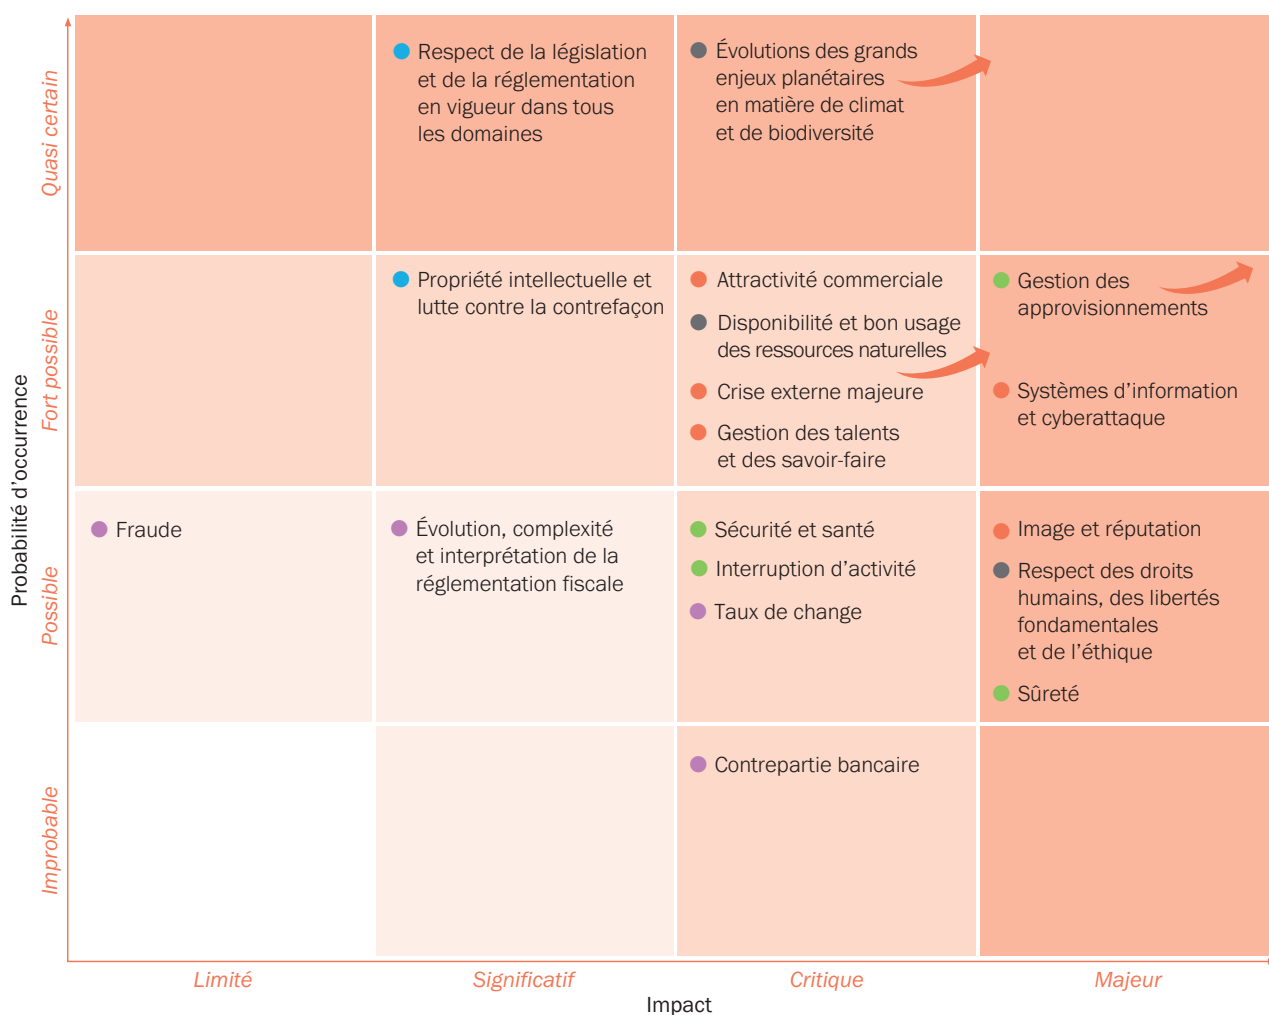 Probabilité d’occurrence
Quasi certain
Respect de la législation
et de la réglementation
en vigueur dans tous
les domaines
Évolutions des grands
enjeux planétaires
en matière de climat
et de biodiversité
Fort possible
Propriété intellectuelle et
lutte contre la contrefaçon
Attractivité commerciale
Disponibilité et bon usage
des ressources naturelles
Crise externe majeure
Gestion des talents
et des savoir-faire
Gestion des
approvisionnements
Systèmes d’information
et cyberattaque
Possible
Fraude
Évolution, complexité
et interprétation de la
réglementation fiscale
Sécurité et santé
Interruption d’activité
Taux de change
Image et réputation
Respect des droits
humains, des libertés
fondamentales
et de l’éthique
Sûreté
Improbable
Contrepartie bancaire
Limité
Significatif
Critique
Majeur
Impact